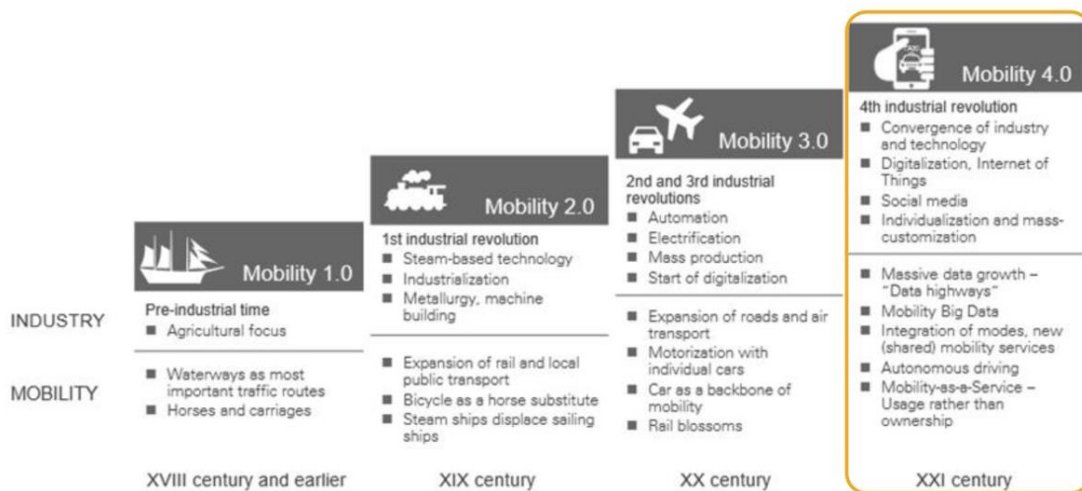 Mobility 1.0
Pre-industrial time
■ Agricultural focus
■ Waterways as most
important traffic routes
■ Horses and carriages
XVIII century and earlier
Mobility 2.0
1st industrial revolution
■ Steam-based technology
■ Industrialization
■ Metallurgy, machine
building
■ Expansion of rail and local
public transport
■ Bicycle as a horse substitute
■ Steam ships displace sailing
ships
XIX century
Mobility 3.0
2nd and 3rd industrial
revolutions
■ Automation
■ Electrification
■ Mass production
■ Start of digitalization
■ Expansion of roads and air
transport
■ Motorization with
individual cars
■ Car as a backbone of
mobility
■ Rail blossoms
XX century
TAXI
Mobility 4.0
4th industrial revolution
■ Convergence of industry
and technology
■ Digitalization, Internet of
Things
■ Social media
■ Individualization and mass-
customization
■ Massive data growth –
"Data highways"
■ Mobility Big Data
■ Integration of modes, new
(shared) mobility services
■ Autonomous driving
■ Mobility-as-a-Service –
Usage rather than
ownership
XXI century
INDUSTRY
MOBILITY